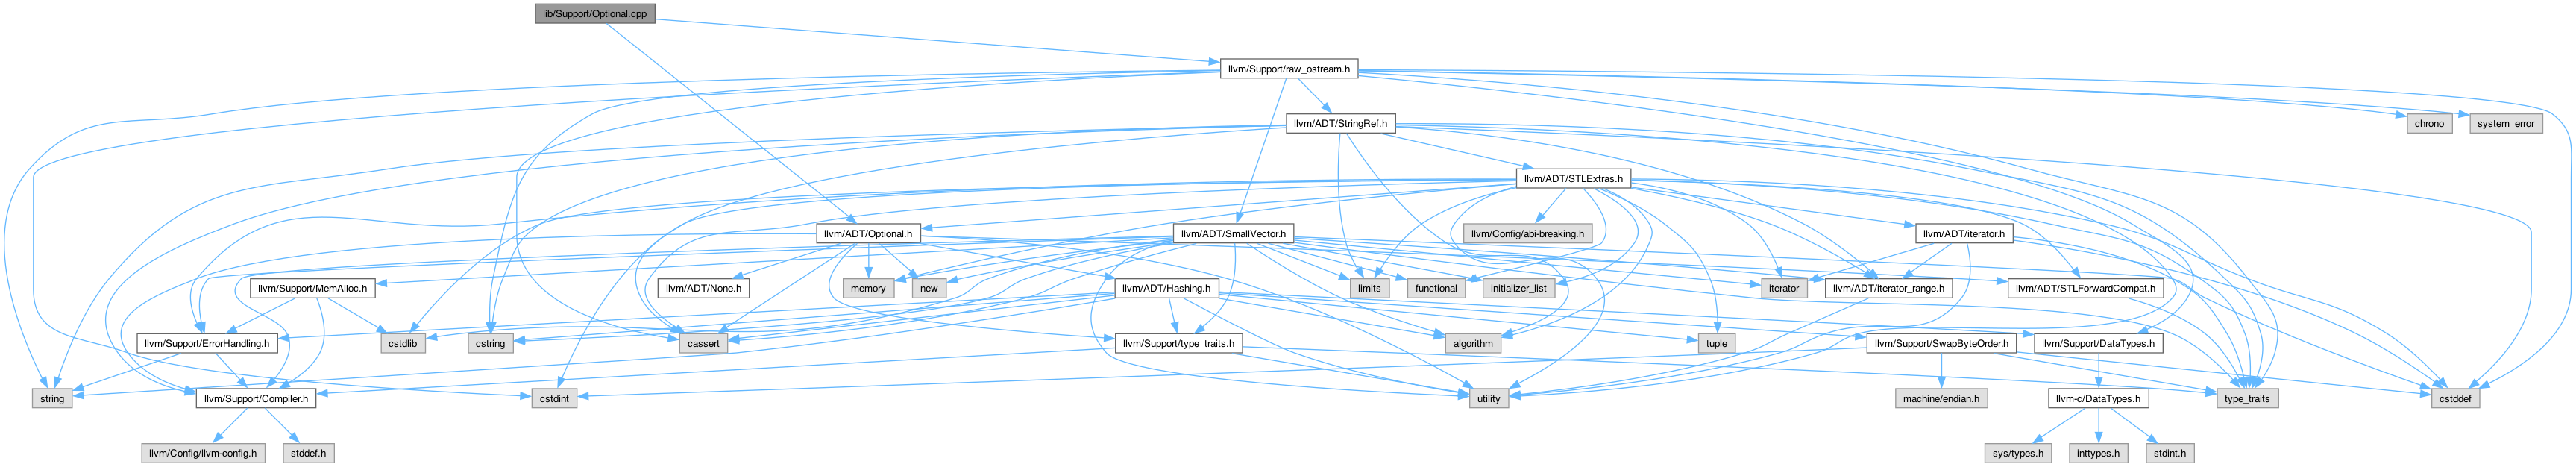 lib/Support/Optional.cpp
llvm/Support/raw_ostream.h
llvm/ADT/StringRef.h
chrono
system_error
llvm/ADT/STLExtras.h
llvm/ADT/Optional.h
llvm/ADT/SmallVector.h
llvm/Config/abi-breaking.h
llvm/ADT/iterator.h
llvm/Support/MemAlloc.h
llvm/ADT/None.h
memory
new
llvm/ADT/Hashing.h
limits
functional
initializer_list
iterator
llvm/ADT/iterator_range.h
llvm/ADT/STLForwardCompat.h
llvm/Support/ErrorHandling.h
cstdlib
cstring
cassert
llvm/Support/type_traits.h
algorithm
tuple
llvm/Support/SwapByteOrder.h
llvm/Support/DataTypes.h
string
llvm/Support/Compiler.h
cstdint
utility
machine/endian.h
llvm-c/DataTypes.h
type_traits
cstddef
llvm/Config/llvm-config.h
stddef.h
sys/types.h
inttypes.h
stdint.h